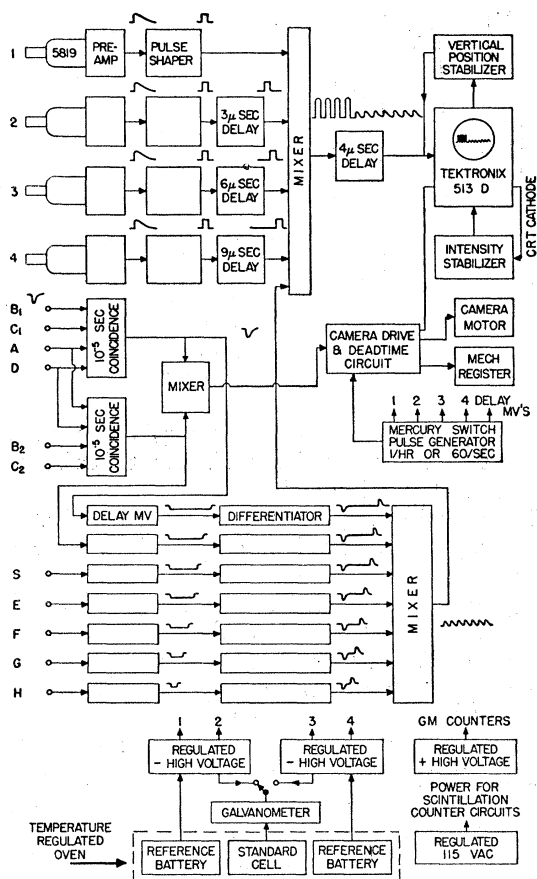 1
5819
PRE-
AMP
PULSE
SHAPER
2
3μ SEC
DELAY
3
6μ SEC
DELAY
4
9μ SEC
DELAY
MIXER
4μ SEC
DELAY
VERTICAL
POSITION
STABILIZER
TEKTRONIX
513 D
INTENSITY
STABILIZER
CRT CATHODE
B₁
C₁
A
D
10⁻⁵ SEC
COINCIDENCE
B₂
C₂
10⁻⁵ SEC
COINCIDENCE
MIXER
CAMERA DRIVE
& DEADTIME
CIRCUIT
CAMERA
MOTOR
MECH
REGISTER
1 2 3 4 DELAY
MV'S
MERCURY SWITCH
PULSE GENERATOR
1/HR OR 60/SEC
DELAY MV
DIFFERENTIATOR
S
E
F
G
H
MIXER
1 2 3 4
REGULATED
- HIGH VOLTAGE
REGULATED
- HIGH VOLTAGE
GM COUNTERS
REGULATED
+ HIGH VOLTAGE
GALVANOMETER
POWER FOR
SCINTILLATION
COUNTER CIRCUITS
REGULATED
115 VAC
TEMPERATURE
REGULATED
OVEN
REFERENCE
BATTERY
STANDARD
CELL
REFERENCE
BATTERY